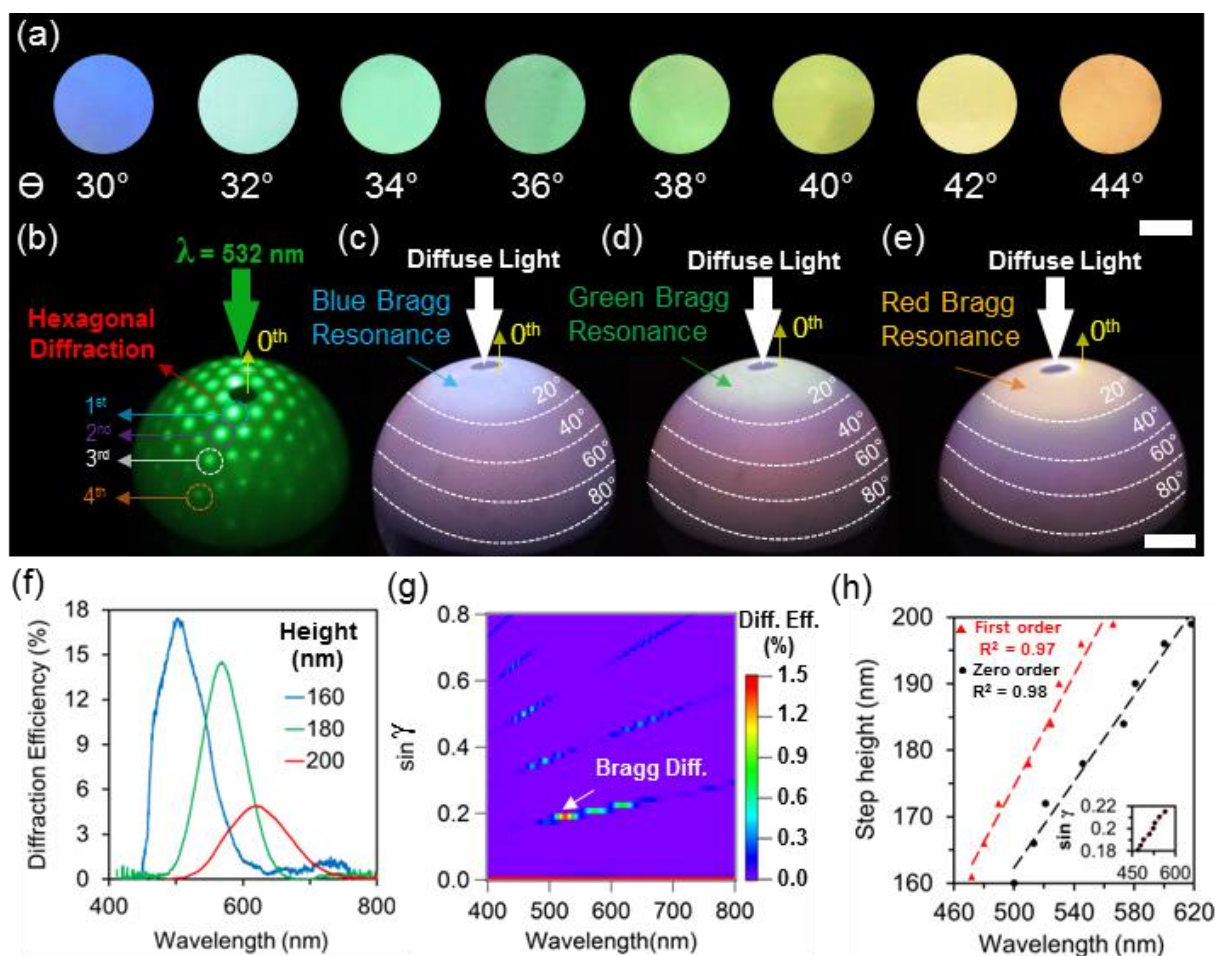 (a)
Θ 30° 32° 34° 36° 38° 40° 42° 44°
(b)
λ = 532 nm
Hexagonal
Diffraction
0th
1st
2nd
3rd
4th
(c)
Diffuse Light
Blue Bragg
Resonance
0th
20°
40°
60°
80°
(d)
Diffuse Light
Green Bragg
Resonance
0th
20°
40°
60°
80°
(e)
Diffuse Light
Red Bragg
Resonance
0th
20°
40°
60°
80°
(f)
Diffraction Efficiency (%)
18
15
12
9
6
3
0
Height
(nm)
160
180
200
400 500 600 700 800
Wavelength (nm)
(g)
sin γ
0.8
0.6
0.4
0.2
0.0
Bragg Diff.
Diff. Eff.
(%)
1.5
1.2
0.9
0.6
0.3
0.0
400 500 600 700 800
Wavelength(nm)
(h)
Step height (nm)
200
190
180
170
160
First order
R² = 0.97
Zero order
R² = 0.98
sin γ
0.22
0.2
0.18
450 600
460 500 540 580 620
Wavelength (nm)